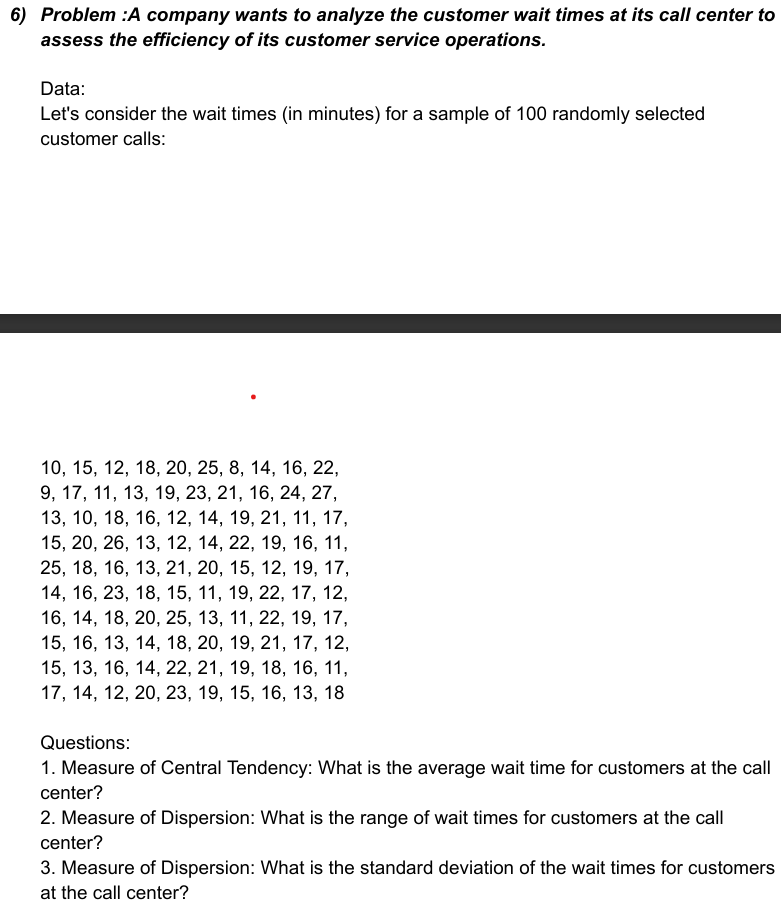 6) Problem :A company wants to analyze the customer wait times at its call center to
assess the efficiency of its customer service operations.
Data:
Let's consider the wait times (in minutes) for a sample of 100 randomly selected
customer calls:
10, 15, 12, 18, 20, 25, 8, 14, 16, 22,
9, 17, 11, 13, 19, 23, 21, 16, 24, 27,
13, 10, 18, 16, 12, 14, 19, 21, 11, 17,
15, 20, 26, 13, 12, 14, 22, 19, 16, 11,
25, 18, 16, 13, 21, 20, 15, 12, 19, 17,
14, 16, 23, 18, 15, 11, 19, 22, 17, 12,
16, 14, 18, 20, 25, 13, 11, 22, 19, 17,
15, 16, 13, 14, 18, 20, 19, 21, 17, 12,
15, 13, 16, 14, 22, 21, 19, 18, 16, 11,
17, 14, 12, 20, 23, 19, 15, 16, 13, 18
Questions:
1. Measure of Central Tendency: What is the average wait time for customers at the call
center?
2. Measure of Dispersion: What is the range of wait times for customers at the call
center?
3. Measure of Dispersion: What is the standard deviation of the wait times for customers
at the call center?